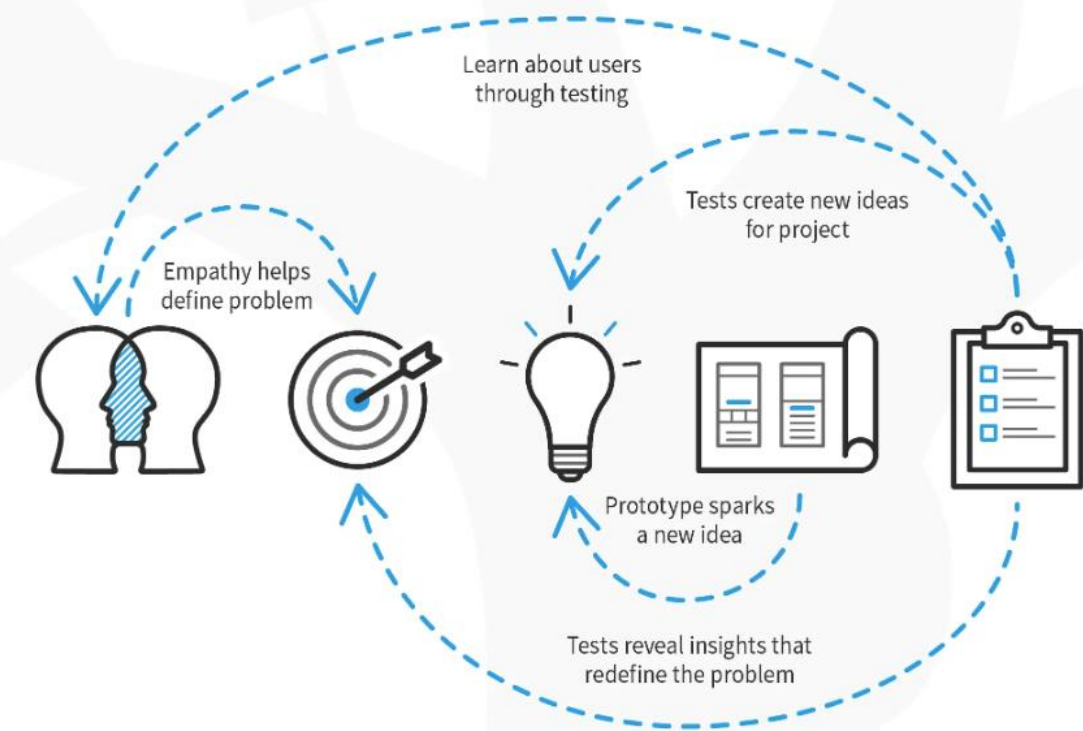 Learn about users
through testing
Tests create new ideas
for project
Empathy helps
define problem
Prototype sparks
a new idea
Tests reveal insights that
redefine the problem